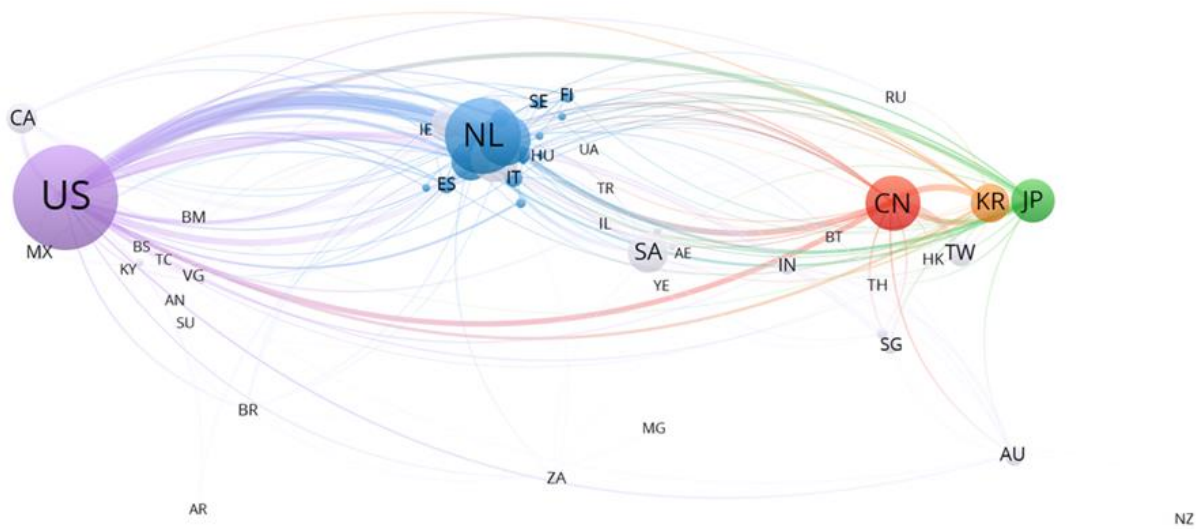 FI
SE
RU
CA
IE
NL
HU
UA
IT
ES
TR
US
CN
KR
JP
BM
IL
BT
MX
BS
TC
KY
VG
SA
AE
IN
HK
TW
YE
TH
AN
SU
SG
BR
MG
AU
ZA
AR
NZ